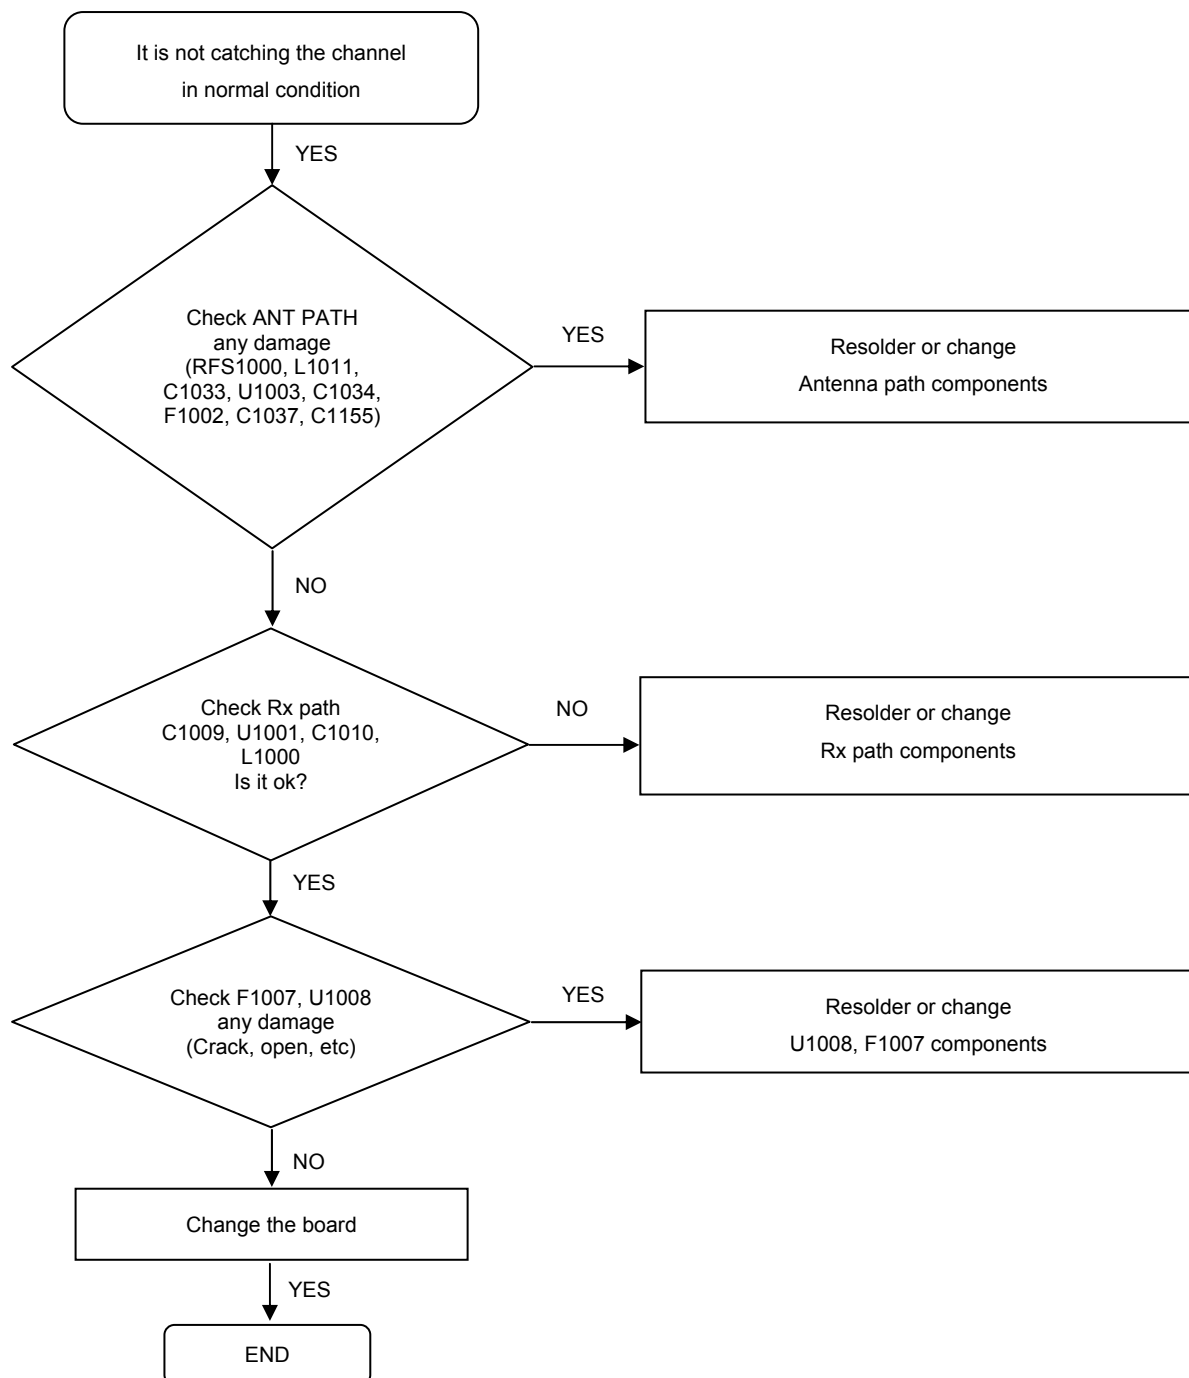 It is not catching the channel
in normal condition
YES
Check ANT PATH
any damage
(RFS1000, L1011,
C1033, U1003, C1034,
F1002, C1037, C1155)
YES
Resolder or change
Antenna path components
NO
Check Rx path
C1009, U1001, C1010,
L1000
Is it ok?
NO
Resolder or change
Rx path components
YES
Check F1007, U1008
any damage
(Crack, open, etc)
YES
Resolder or change
U1008, F1007 components
NO
Change the board
YES
END